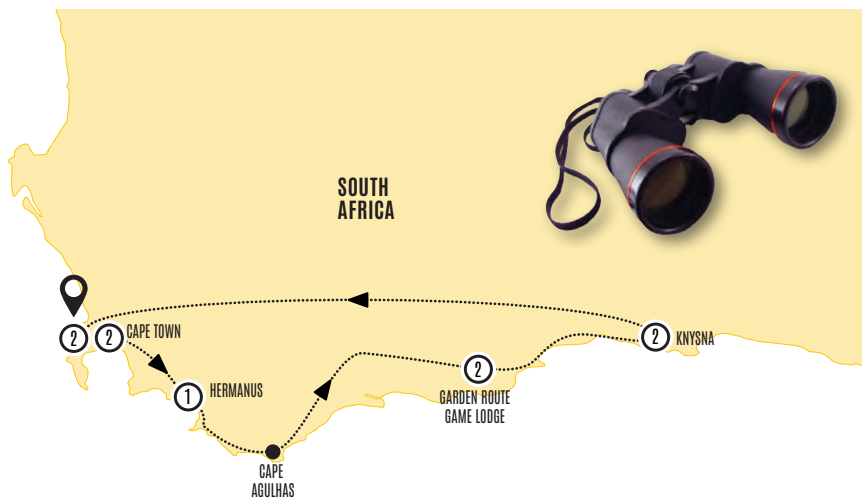 SOUTH
AFRICA
2
2
CAPE TOWN
2
KNYSNA
1
HERMANUS
2
GARDEN ROUTE
GAME LODGE
CAPE
AGULHAS